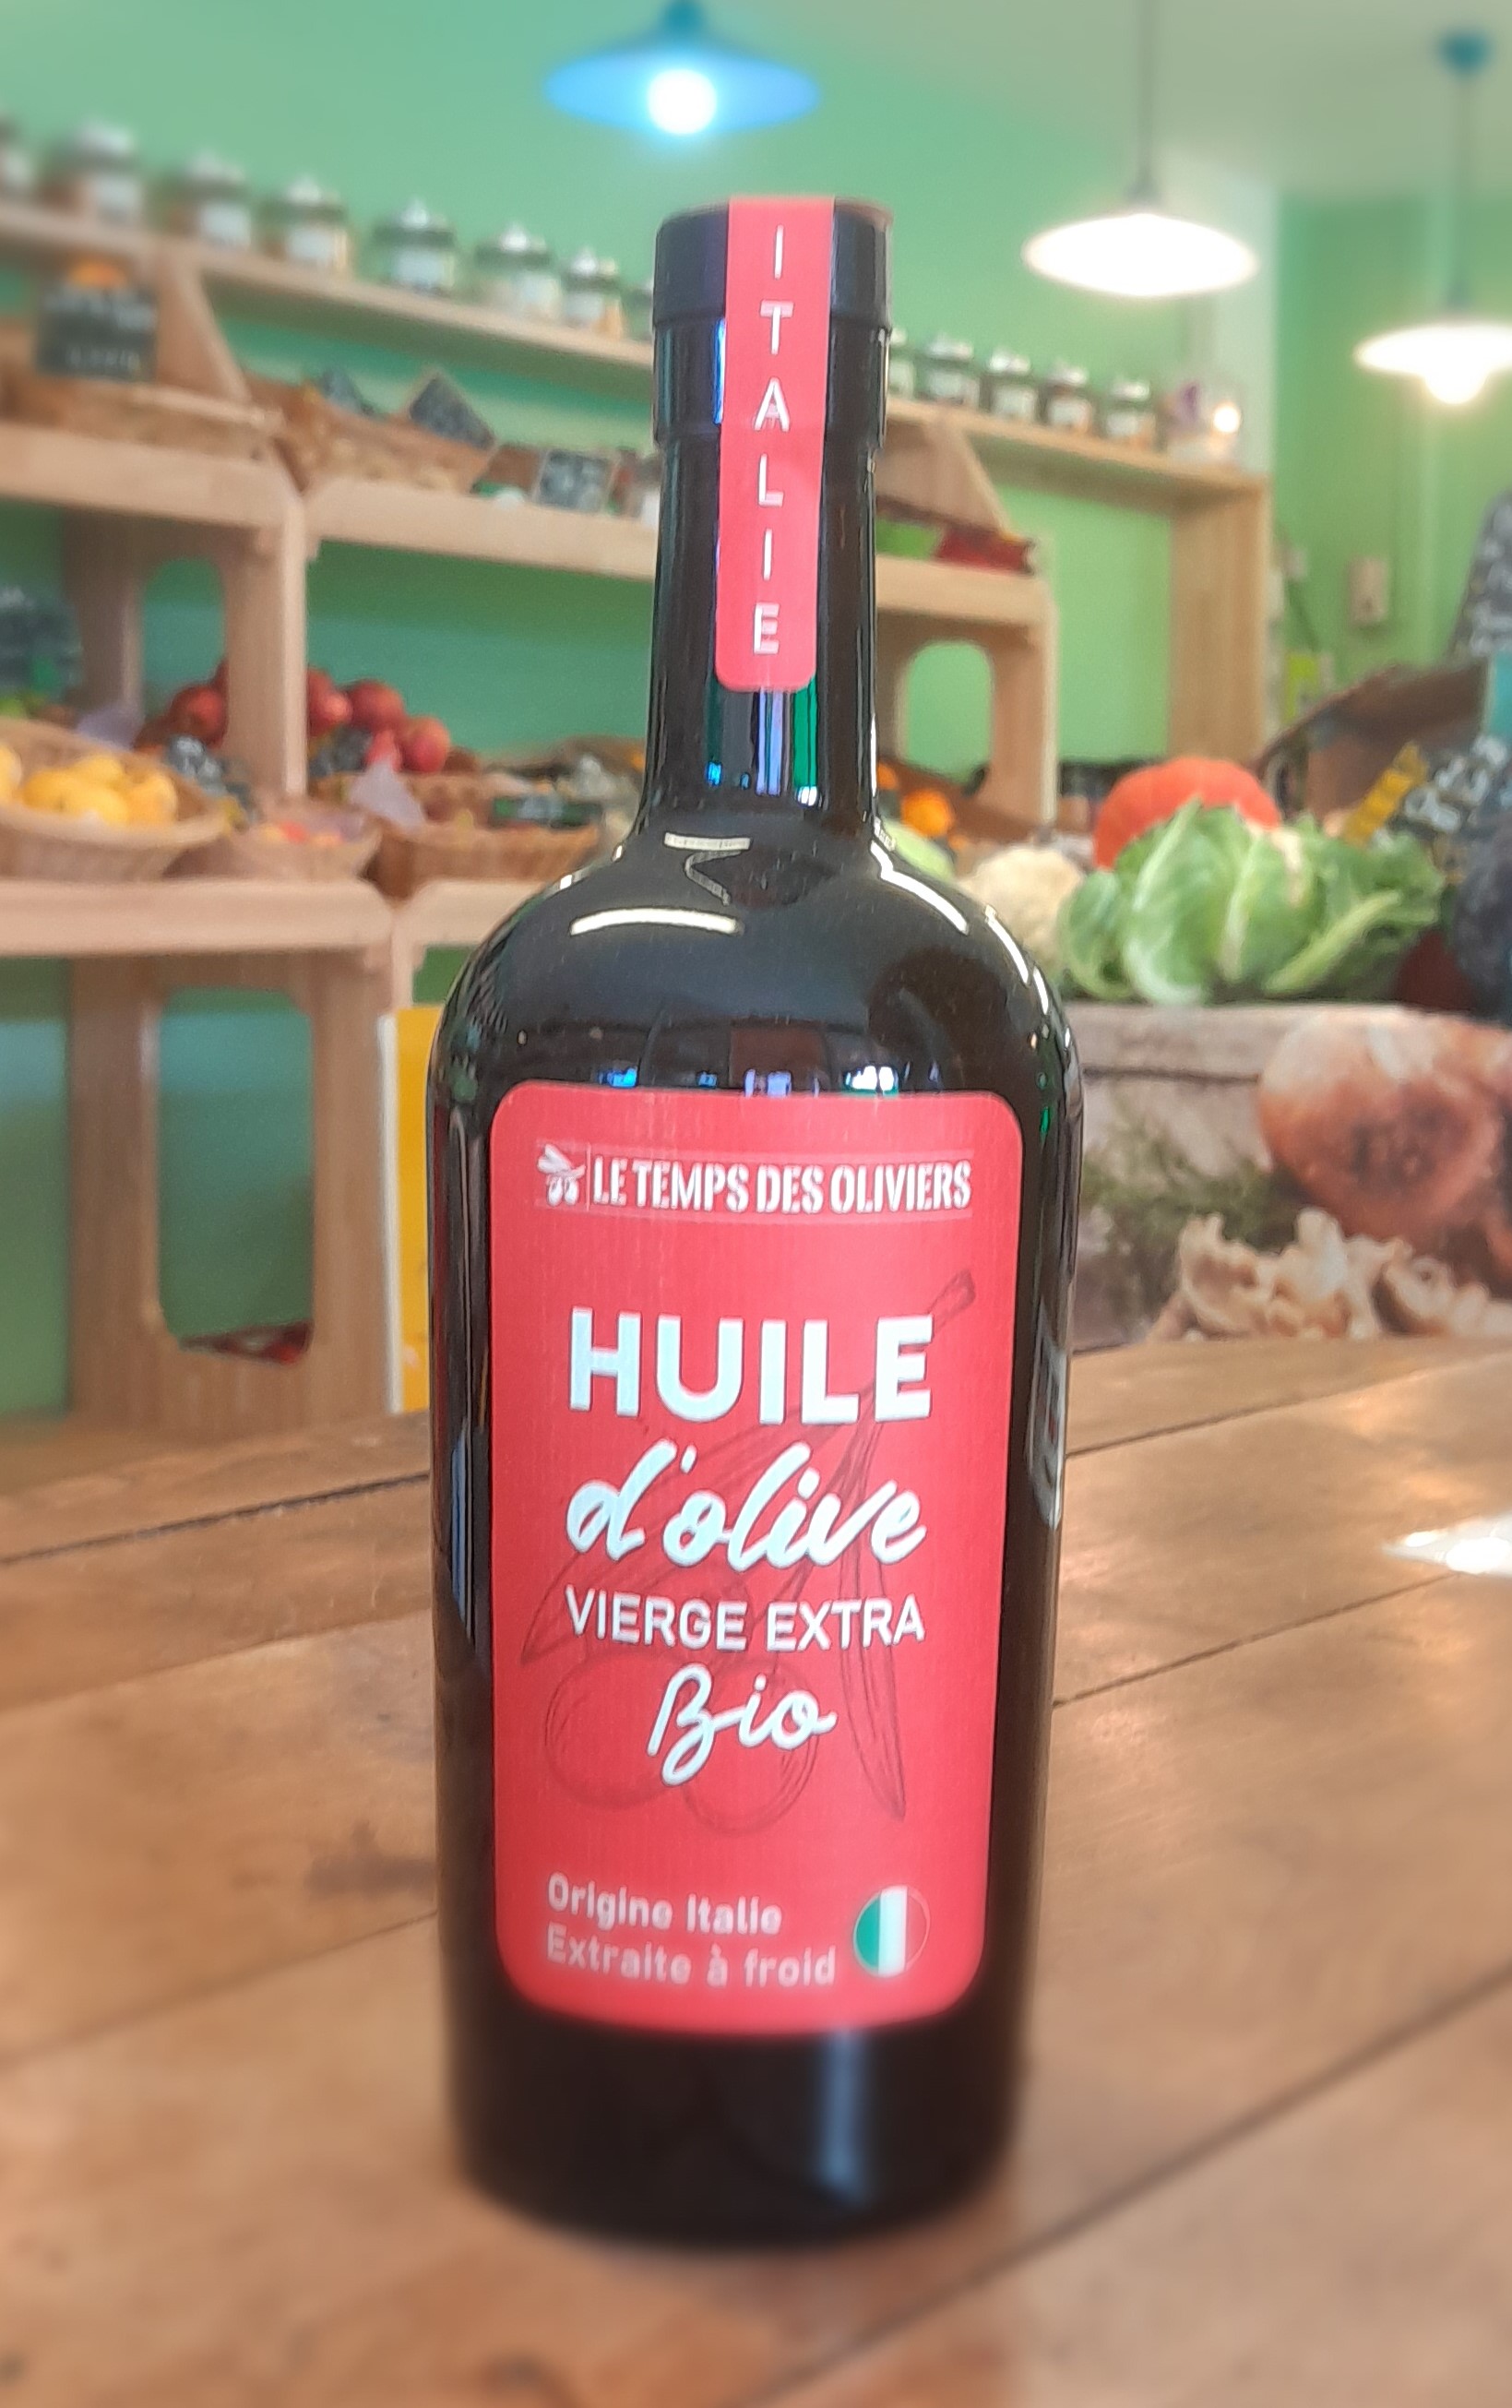 ITALIE
LE TEMPS DES OLIVIERS
HUILE
d'olive
VIERGE EXTRA
Bio
Origine Italie
Extraite à froid